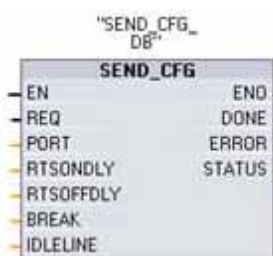 "SEND_CFG_
DB"
SEND_CFG
EN ENO
REQ DONE
PORT ERROR
RTSONDLY STATUS
RTSOFFDLY
BREAK
IDLELINE